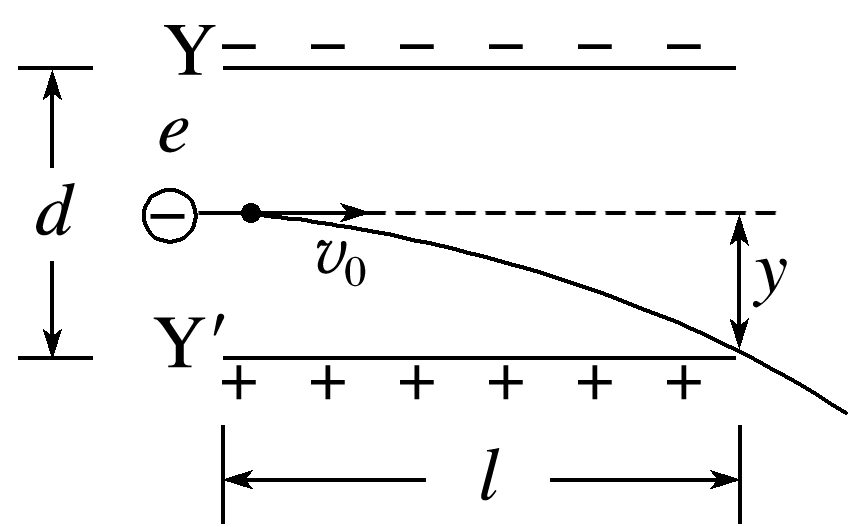 Y − − − − − −
e
d
−
v₀
y
Y′
+ + + + + +
l